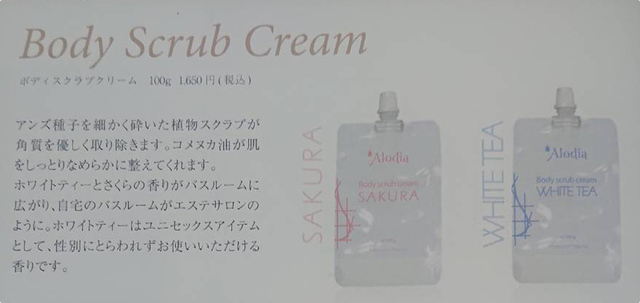 Body Scrub Cream
ボディスクラブクリーム 100g 1,650円(税込)
アンズ種子を細かく砕いた植物スクラブが
角質を優しく取り除きます。コメヌカ油が肌
をしっとりなめらかに整えてくれます。
ホワイトティーとさくらの香りがバスルームに
広がり、自宅のバスルームがエステサロンの
ように。ホワイトティーはユニセックスアイテム
として、性別にとらわれずお使いいただける
香りです。
SAKURA
Alodia
Body scrub cream
SAKURA
WHITE TEA
Alodia
Body scrub cream
WHITE TEA